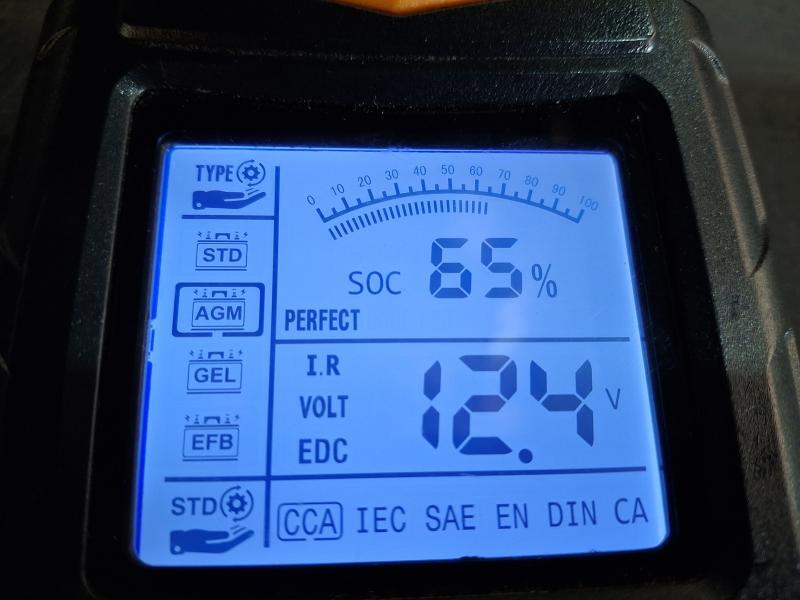 TYPE
0 10 20 30 40 50 60 70 80 90 100
STD
SOC 65%
AGM
PERFECT
I.R
GEL
VOLT 12.4 V
EFB
EDC
STD
CCA IEC SAE EN DIN CA